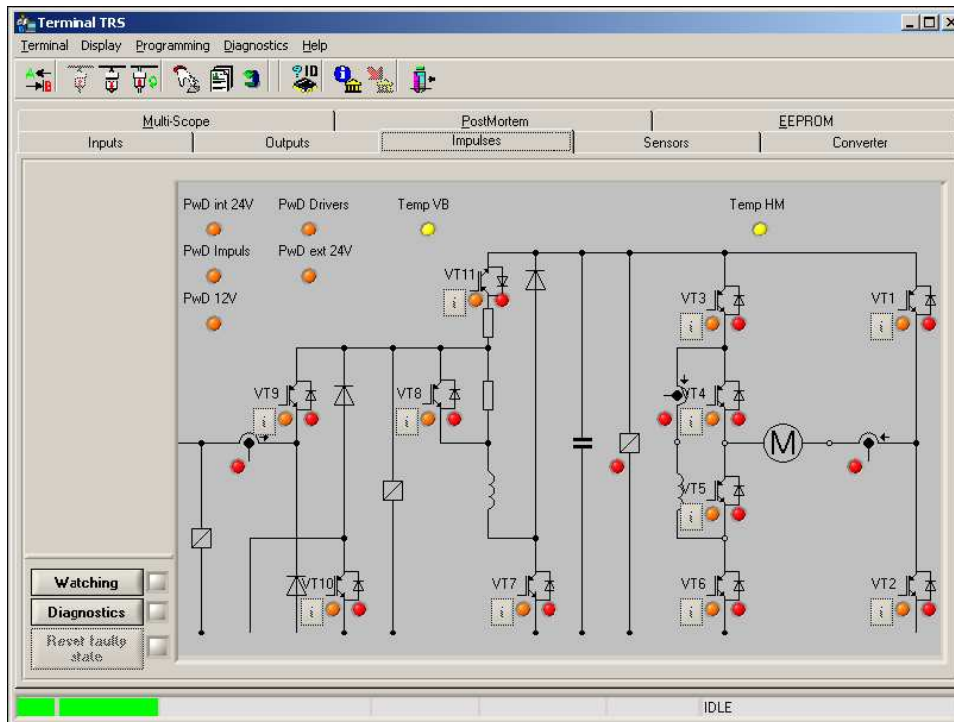 Terminal TRS
Terminal Display Programming Diagnostics Help
A B ?ID
Multi-Scope PostMortem EEPROM
Inputs Outputs Impulses Sensors Converter
PwD int 24V PwD Drivers Temp VB Temp HM
PwD Impuls PwD ext 24V
PwD 12V
VT11
i
VT3
i
VT1
i
VT9
i
VT8
i
VT4
i
M
VT5
i
VT10
i
VT7
i
VT6
i
VT2
i
Watching
Diagnostics
Reset faulty
state
IDLE